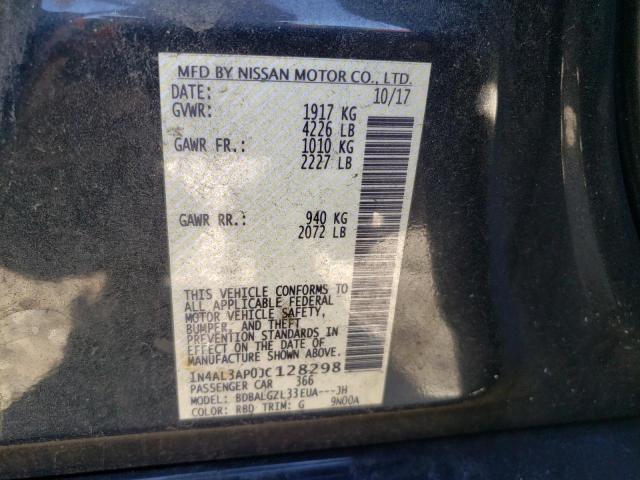 MFD BY NISSAN MOTOR CO., LTD.
DATE: 10/17
GVWR: 1917 KG
4226 LB
GAWR FR.: 1010 KG
2227 LB
GAWR RR.: 940 KG
2072 LB
THIS VEHICLE CONFORMS TO
ALL APPLICABLE FEDERAL
MOTOR VEHICLE SAFETY,
BUMPER, AND THEFT
PREVENTION STANDARDS IN
EFFECT ON THE DATE OF
MANUFACTURE SHOWN ABOVE.
1N4AL3AP0JC128298
PASSENGER CAR 366
MODEL: BDBALGZL33EUA---JH
COLOR: RBD TRIM: G 9N00A